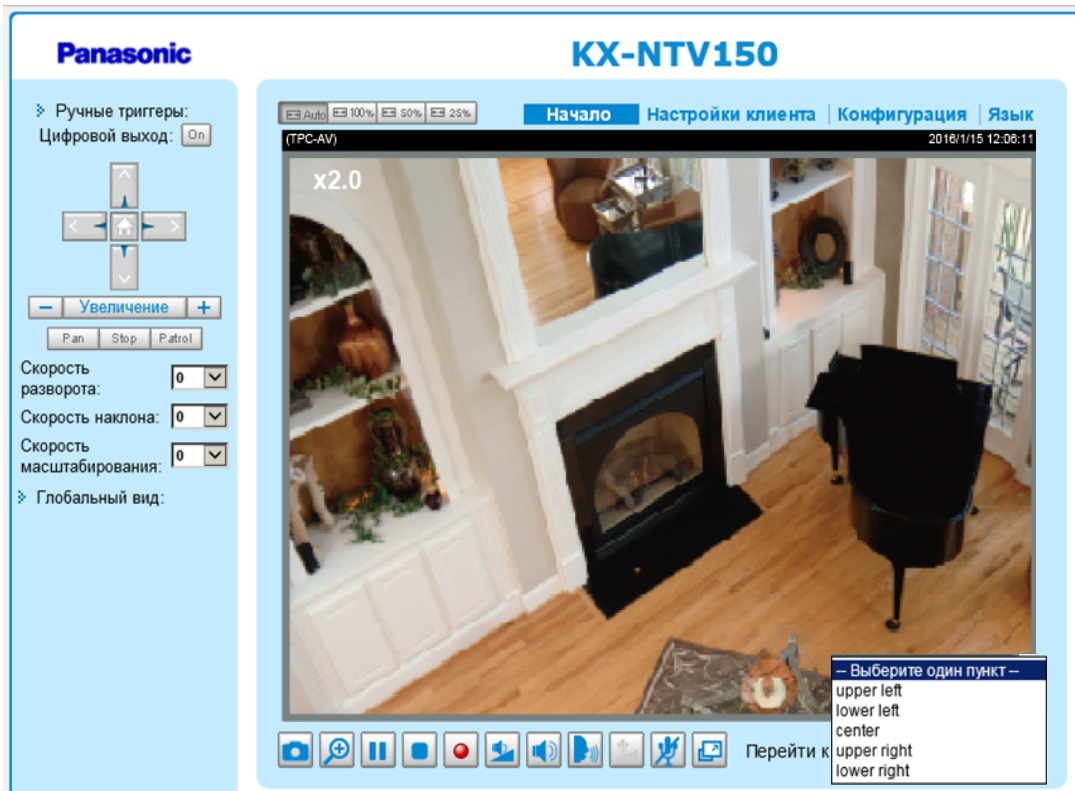 Panasonic
KX-NTV150
Ручные триггеры:
Цифровой выход: On
Увеличение
Pan Stop Patrol
Скорость
разворота: 0
Скорость наклона: 0
Скорость
масштабирования: 0
Глобальный вид:
Auto 100% 50% 25%
Начало Настройки клиента Конфигурация Язык
(TPC-AV) 2016/1/15 12:06:11
x2.0
Перейти к
-- Выберите один пункт --
upper left
lower left
center
upper right
lower right